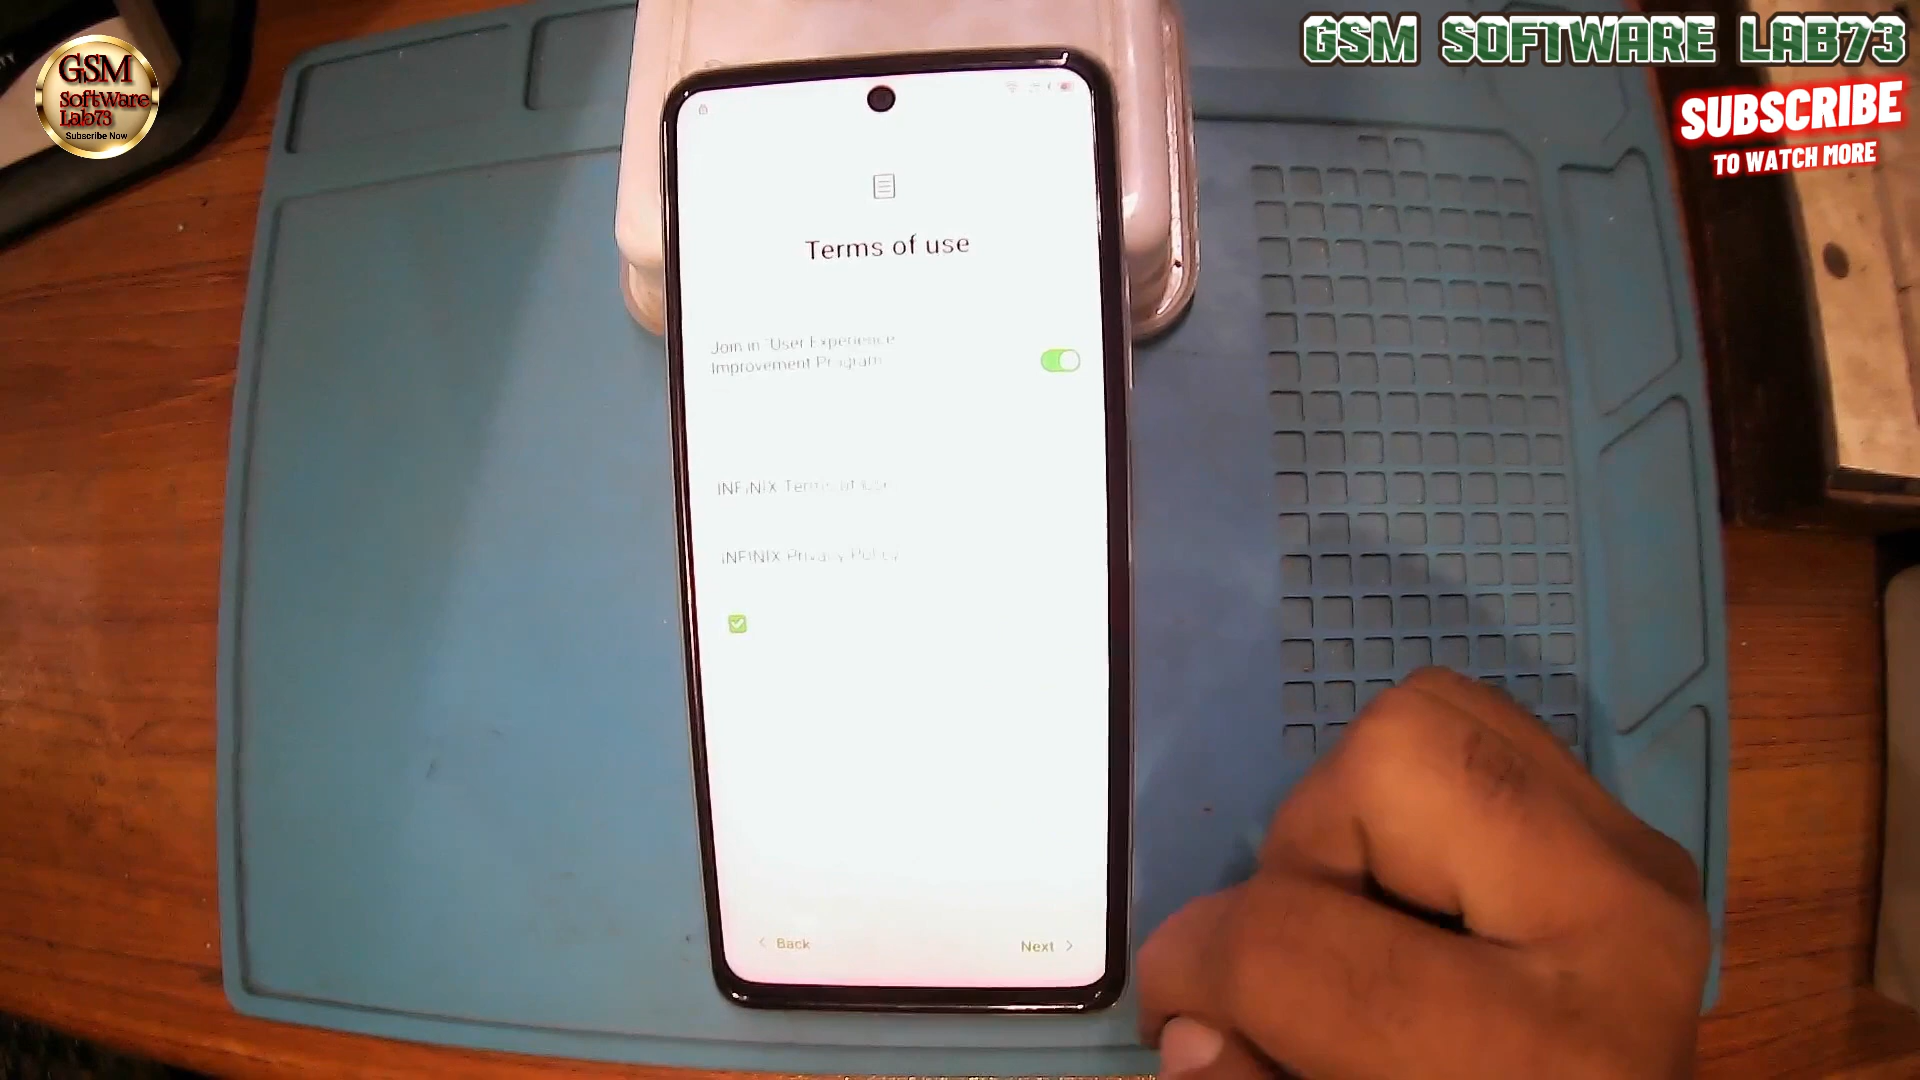 GSM
SoftWare
Lab73
Subscribe Now
GSM SOFTWARE LAB73
SUBSCRIBE
TO WATCH MORE
Terms of use
Join in "User Experience
Improvement Program
INFINIX Terms of Use
INFINIX Privacy Policy
Back
Next